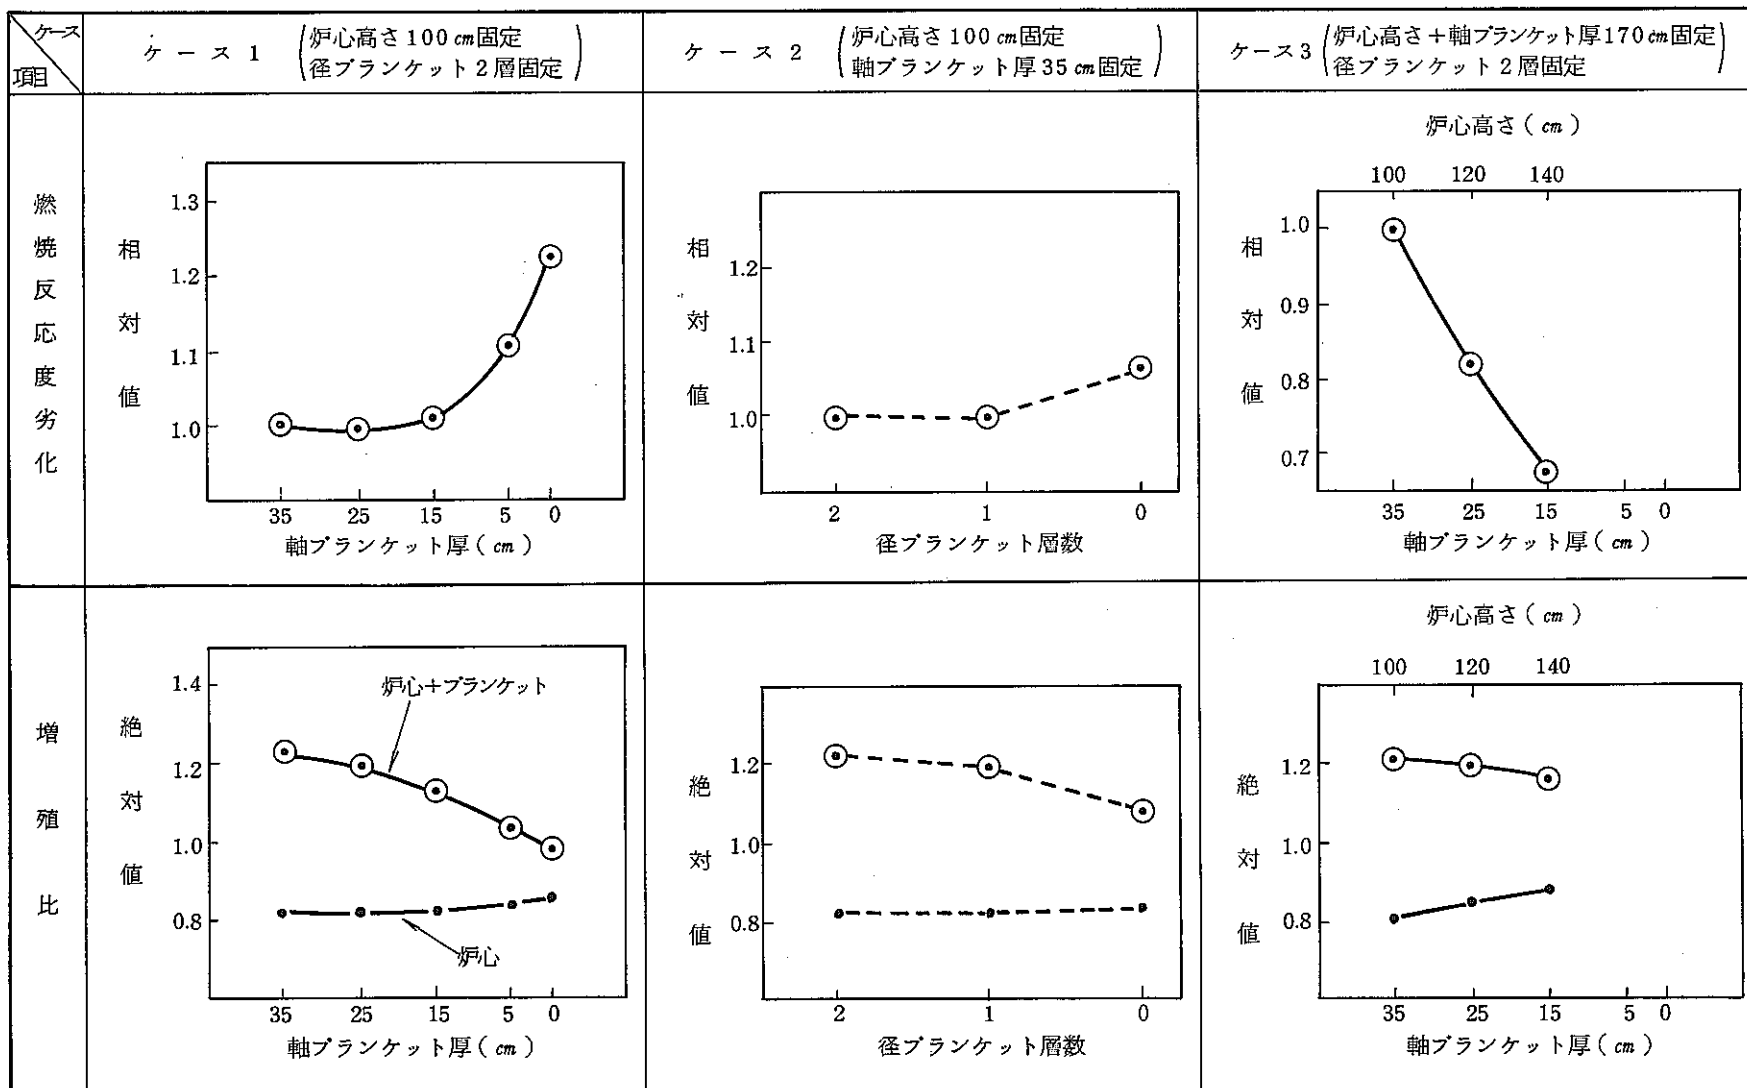 ケース
項目
ケース1 (炉心高さ100cm固定
径ブランケット2層固定)
ケース2 (炉心高さ100cm固定
軸ブランケット厚35cm固定)
ケース3 (炉心高さ+軸ブランケット厚170cm固定
径ブランケット2層固定)
燃焼反応度劣化
相対値
1.3
1.2
1.1
1.0
35 25 15 5 0
軸ブランケット厚(cm)
相対値
1.2
1.1
1.0
2 1 0
径ブランケット層数
炉心高さ(cm)
100 120 140
相対値
1.0
0.9
0.8
0.7
35 25 15 5 0
軸ブランケット厚(cm)
増殖比
絶対値
1.4
1.2
1.0
0.8
炉心+ブランケット
炉心
35 25 15 5 0
軸ブランケット厚(cm)
絶対値
1.2
1.0
0.8
2 1 0
径ブランケット層数
炉心高さ(cm)
100 120 140
絶対値
1.2
1.0
0.8
35 25 15 5 0
軸ブランケット厚(cm)